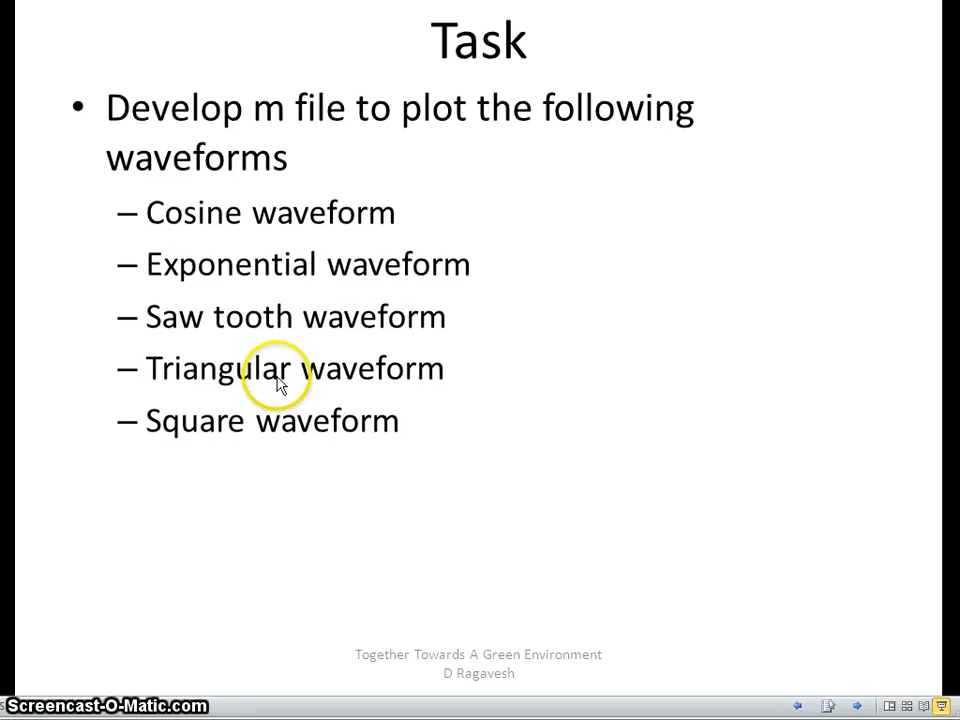 Task
• Develop m file to plot the following
waveforms
– Cosine waveform
– Exponential waveform
– Saw tooth waveform
– Triangular waveform
– Square waveform
Together Towards A Green Environment
D Ragavesh
Screencast-O-Matic.com